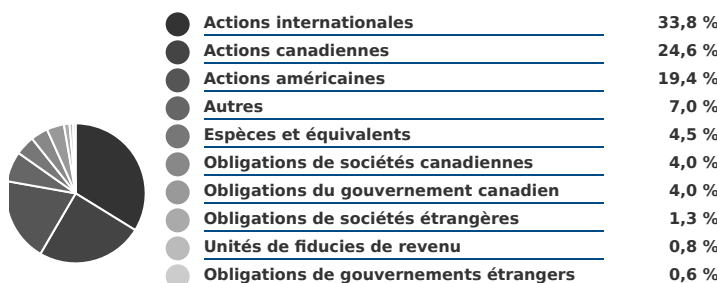 Actions internationales 33,8 %
Actions canadiennes 24,6 %
Actions américaines 19,4 %
Autres 7,0 %
Espèces et équivalents 4,5 %
Obligations de sociétés canadiennes 4,0 %
Obligations du gouvernement canadien 4,0 %
Obligations de sociétés étrangères 1,3 %
Unités de fiducies de revenu 0,8 %
Obligations de gouvernements étrangers 0,6 %